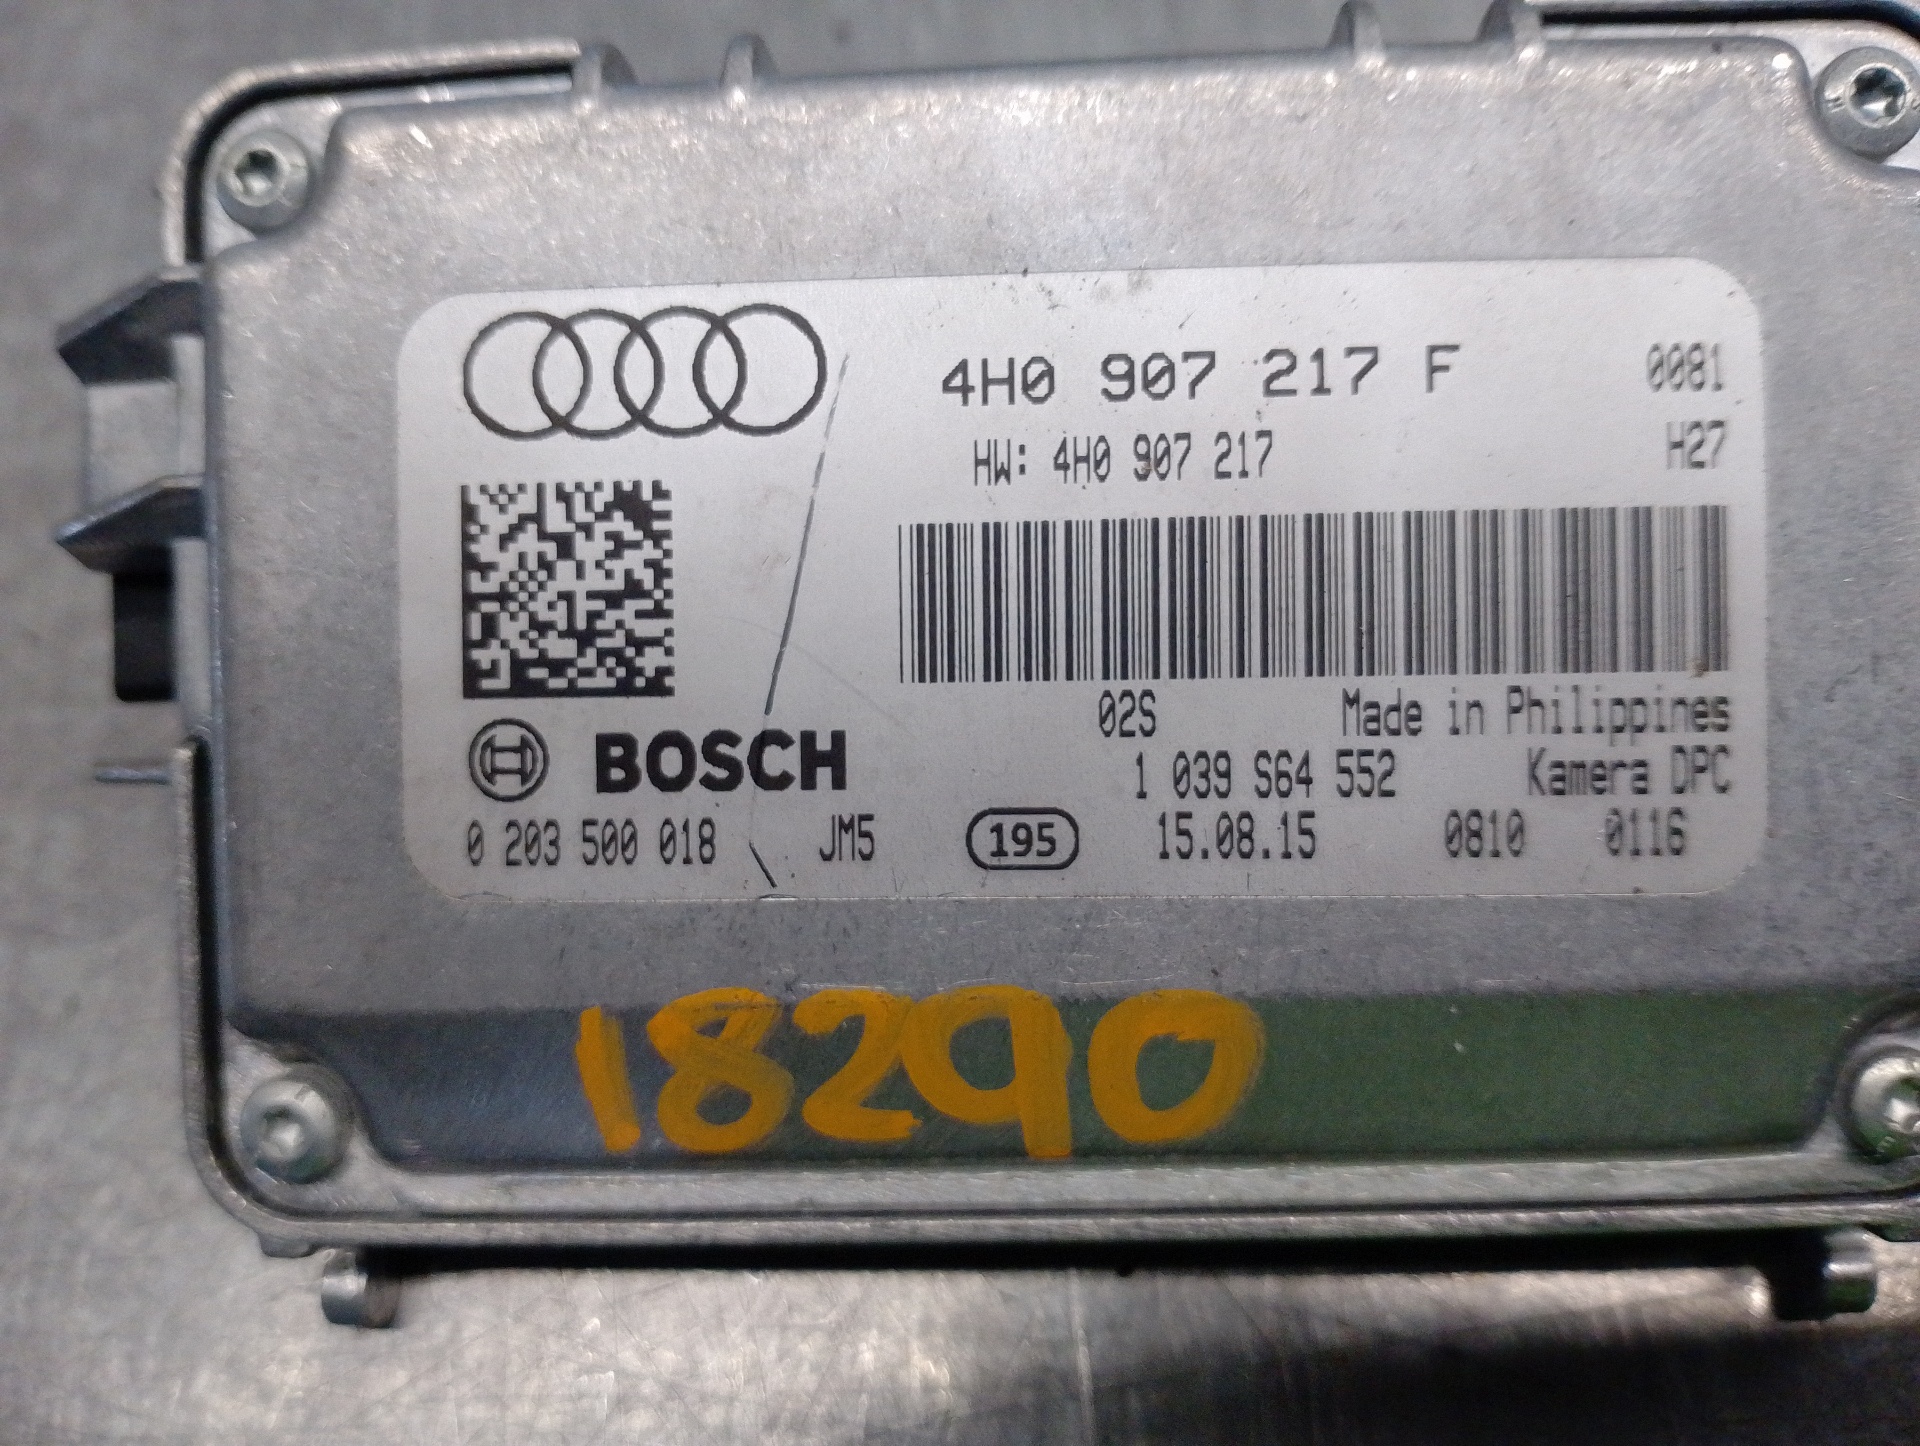 4H0 907 217 F 0081
HW: 4H0 907 217 H27
02S Made in Philippines
BOSCH 1 039 S64 552 Kamera DPC
0 203 500 018 JM5 195 15.08.15 0810 0116
18290